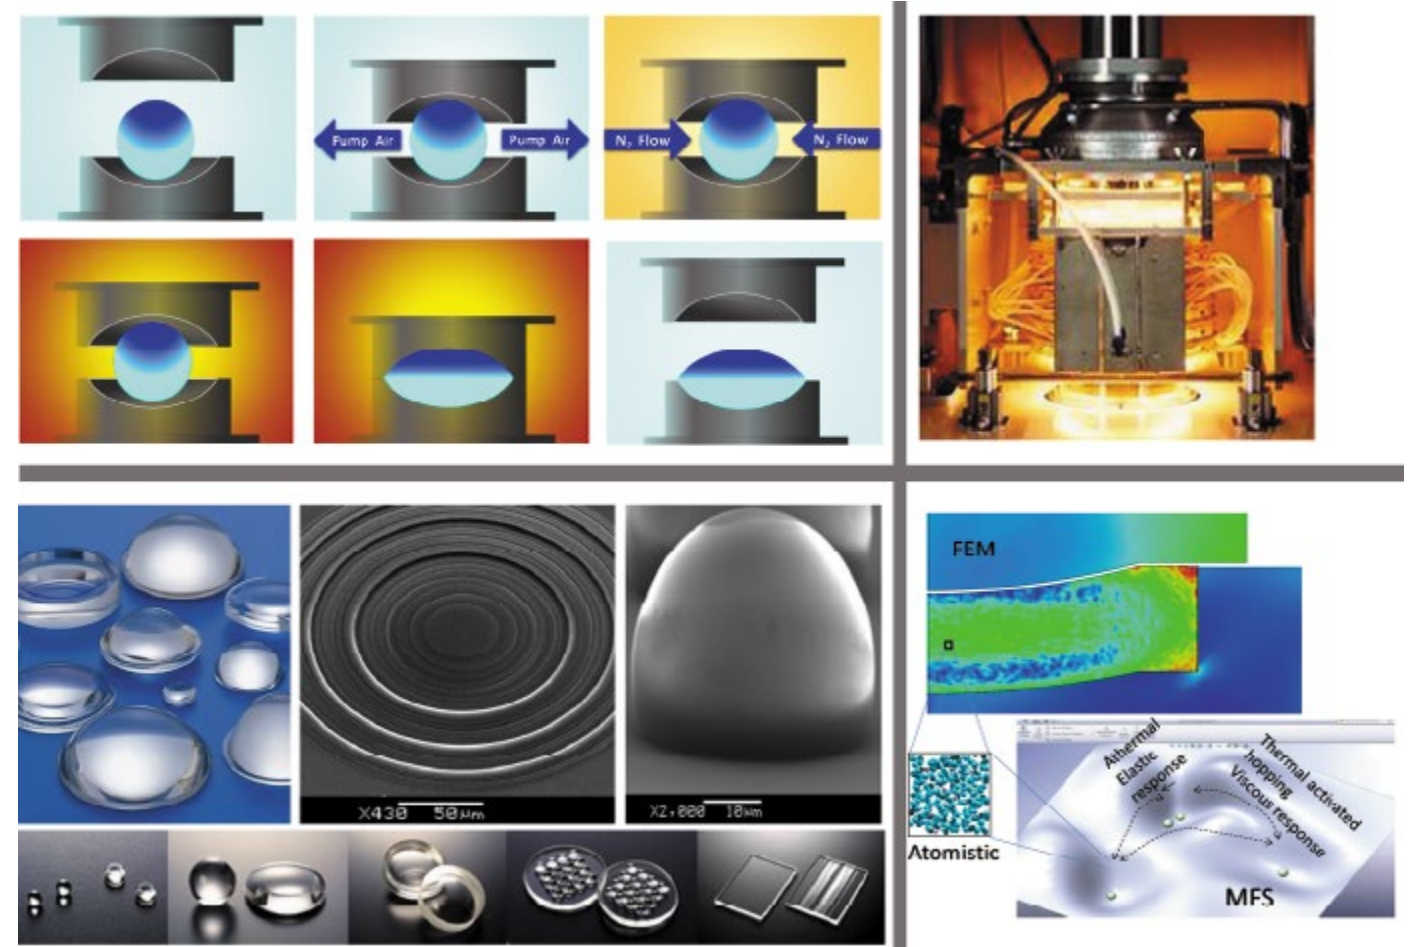 Pump Air
Pump Air
N₂ Flow
N₂ Flow
X430 50µm
X2,000 10µm
FEM
Athermal
Elastic
response
Thermal activated
hopping
Viscous response
Atomistic
MFS